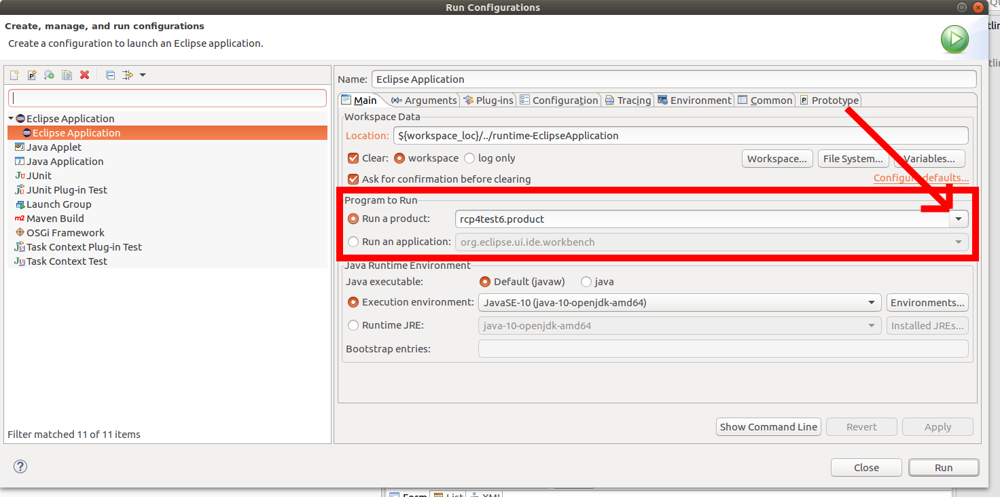 Run Configurations
Create, manage, and run configurations
Create a configuration to launch an Eclipse application.
Name: Eclipse Application
Main Arguments Plug-ins Configuration Tracing Environment Common Prototype
Eclipse Application
Eclipse Application
Java Applet
Java Application
JUnit
JUnit Plug-in Test
Launch Group
Maven Build
OSGi Framework
Task Context Plug-in Test
Task Context Test
Filter matched 11 of 11 items
Workspace Data
Location: ${workspace_loc}/../runtime-EclipseApplication
Clear: workspace log only
Workspace... File System... Variables...
Ask for confirmation before clearing
Configure defaults...
Program to Run
Run a product: rcp4test6.product
Run an application: org.eclipse.ui.ide.workbench
Java Runtime Environment
Java executable: Default (javaw) java
Execution environment: JavaSE-10 (java-10-openjdk-amd64) Environments...
Runtime JRE: java-10-openjdk-amd64 Installed JREs...
Bootstrap entries:
Show Command Line Revert Apply
Close Run
Form List XML